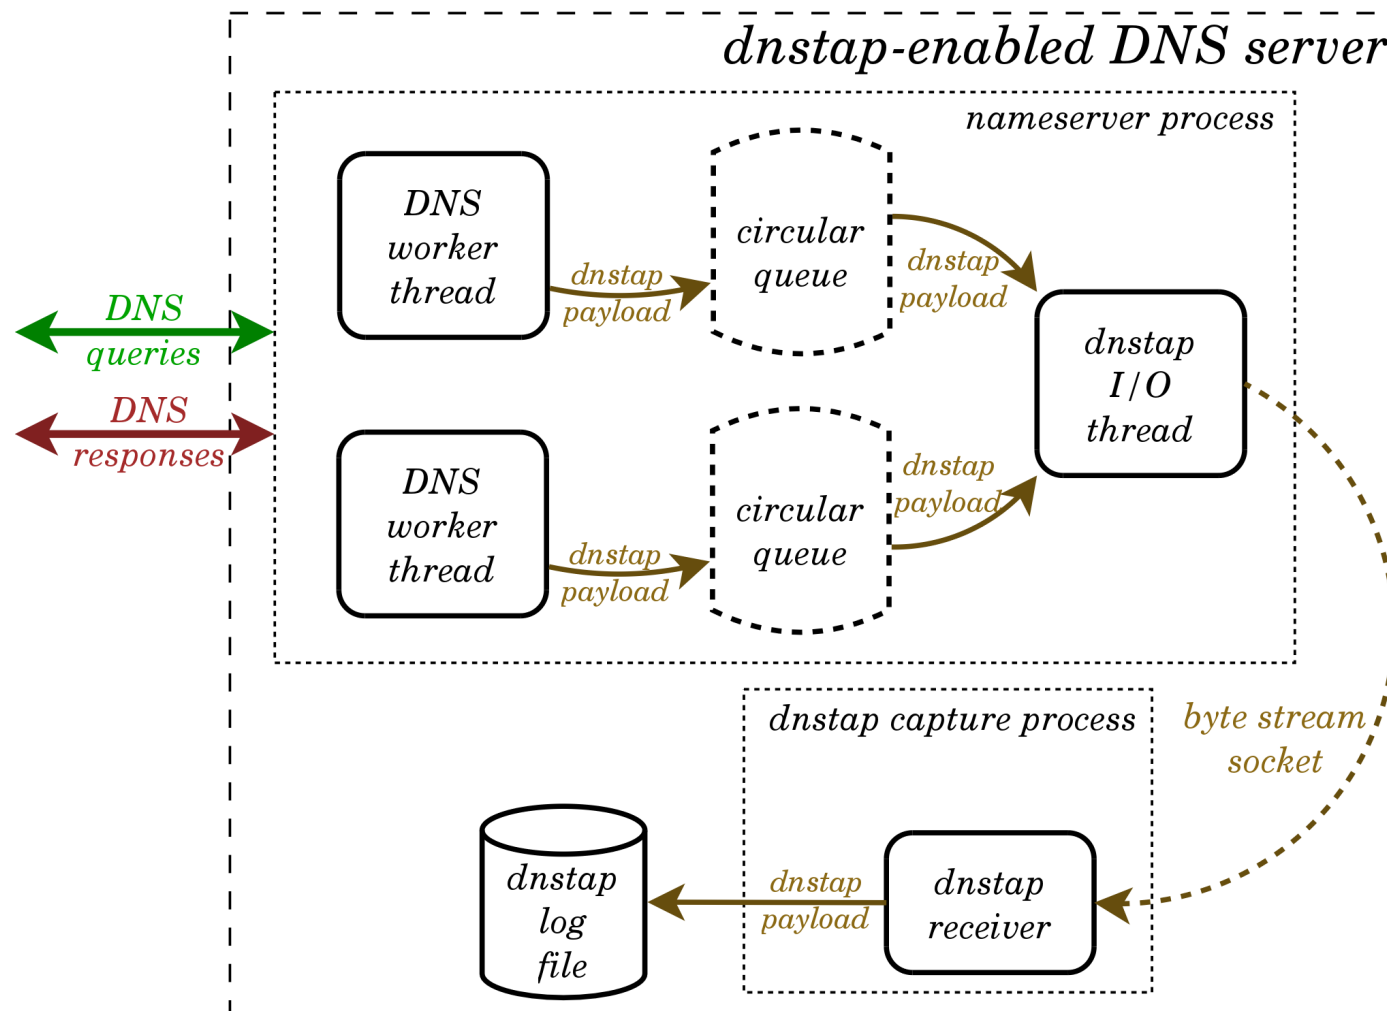 dnstap-enabled DNS server
nameserver process
DNS
worker
thread
dnstap
payload
circular
queue
dnstap
payload
dnstap
I/O
thread
DNS
queries
DNS
responses
DNS
worker
thread
dnstap
payload
circular
queue
dnstap
payload
byte stream
socket
dnstap capture process
dnstap
receiver
dnstap
payload
dnstap
log
file